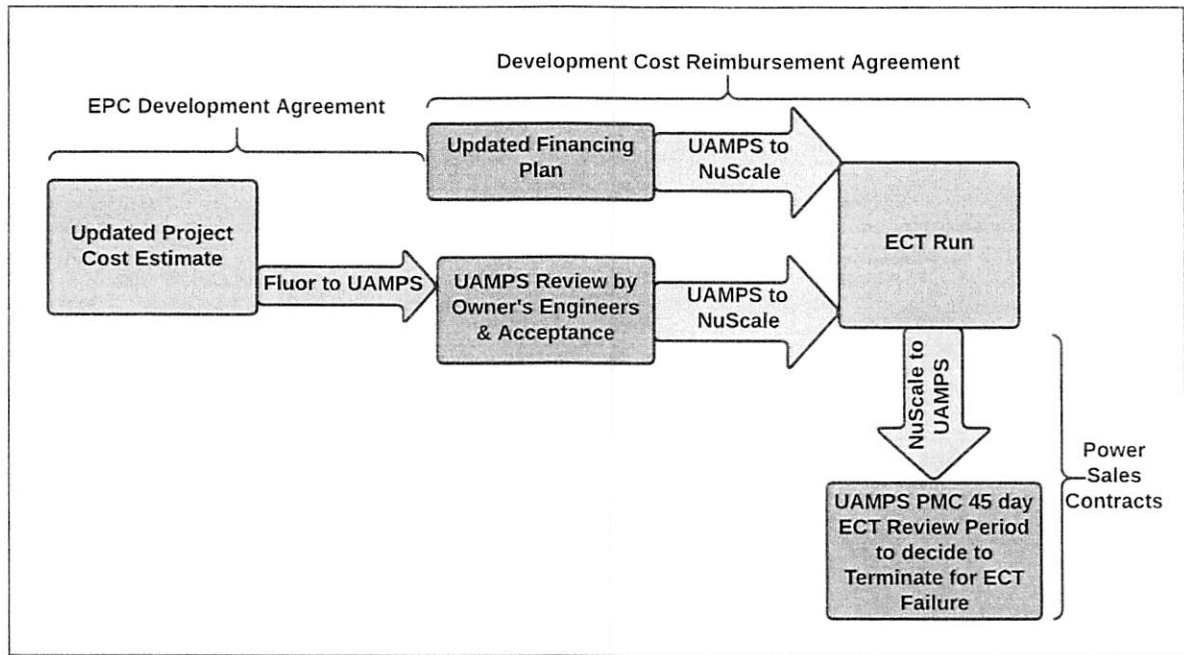 Development Cost Reimbursement Agreement
EPC Development Agreement
Updated Financing
Plan
UAMPS to
NuScale
Updated Project
Cost Estimate
ECT Run
Fluor to UAMPS
UAMPS Review by
Owner's Engineers
& Acceptance
UAMPS to
NuScale
NuScale to
UAMPS
Power
Sales
Contracts
UAMPS PMC 45 day
ECT Review Period
to decide to
Terminate for ECT
Failure